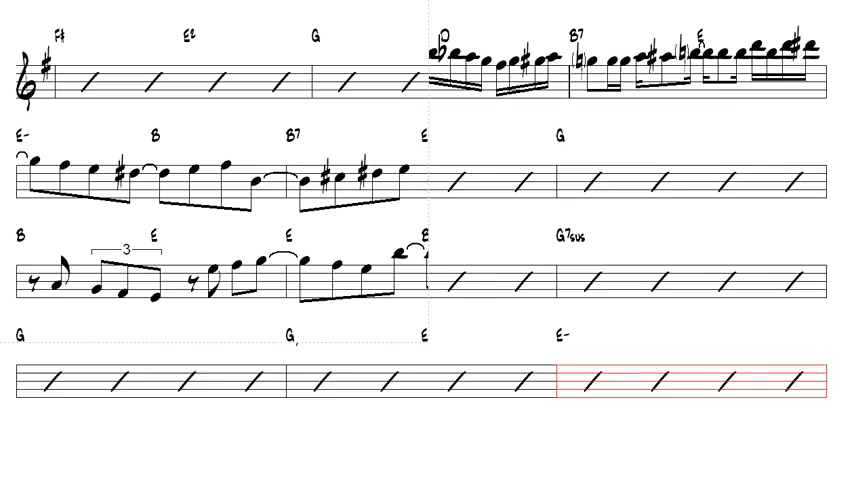 F# G B7 E
E- B B7 E G
B E E B G7sus
3
G G, E E-